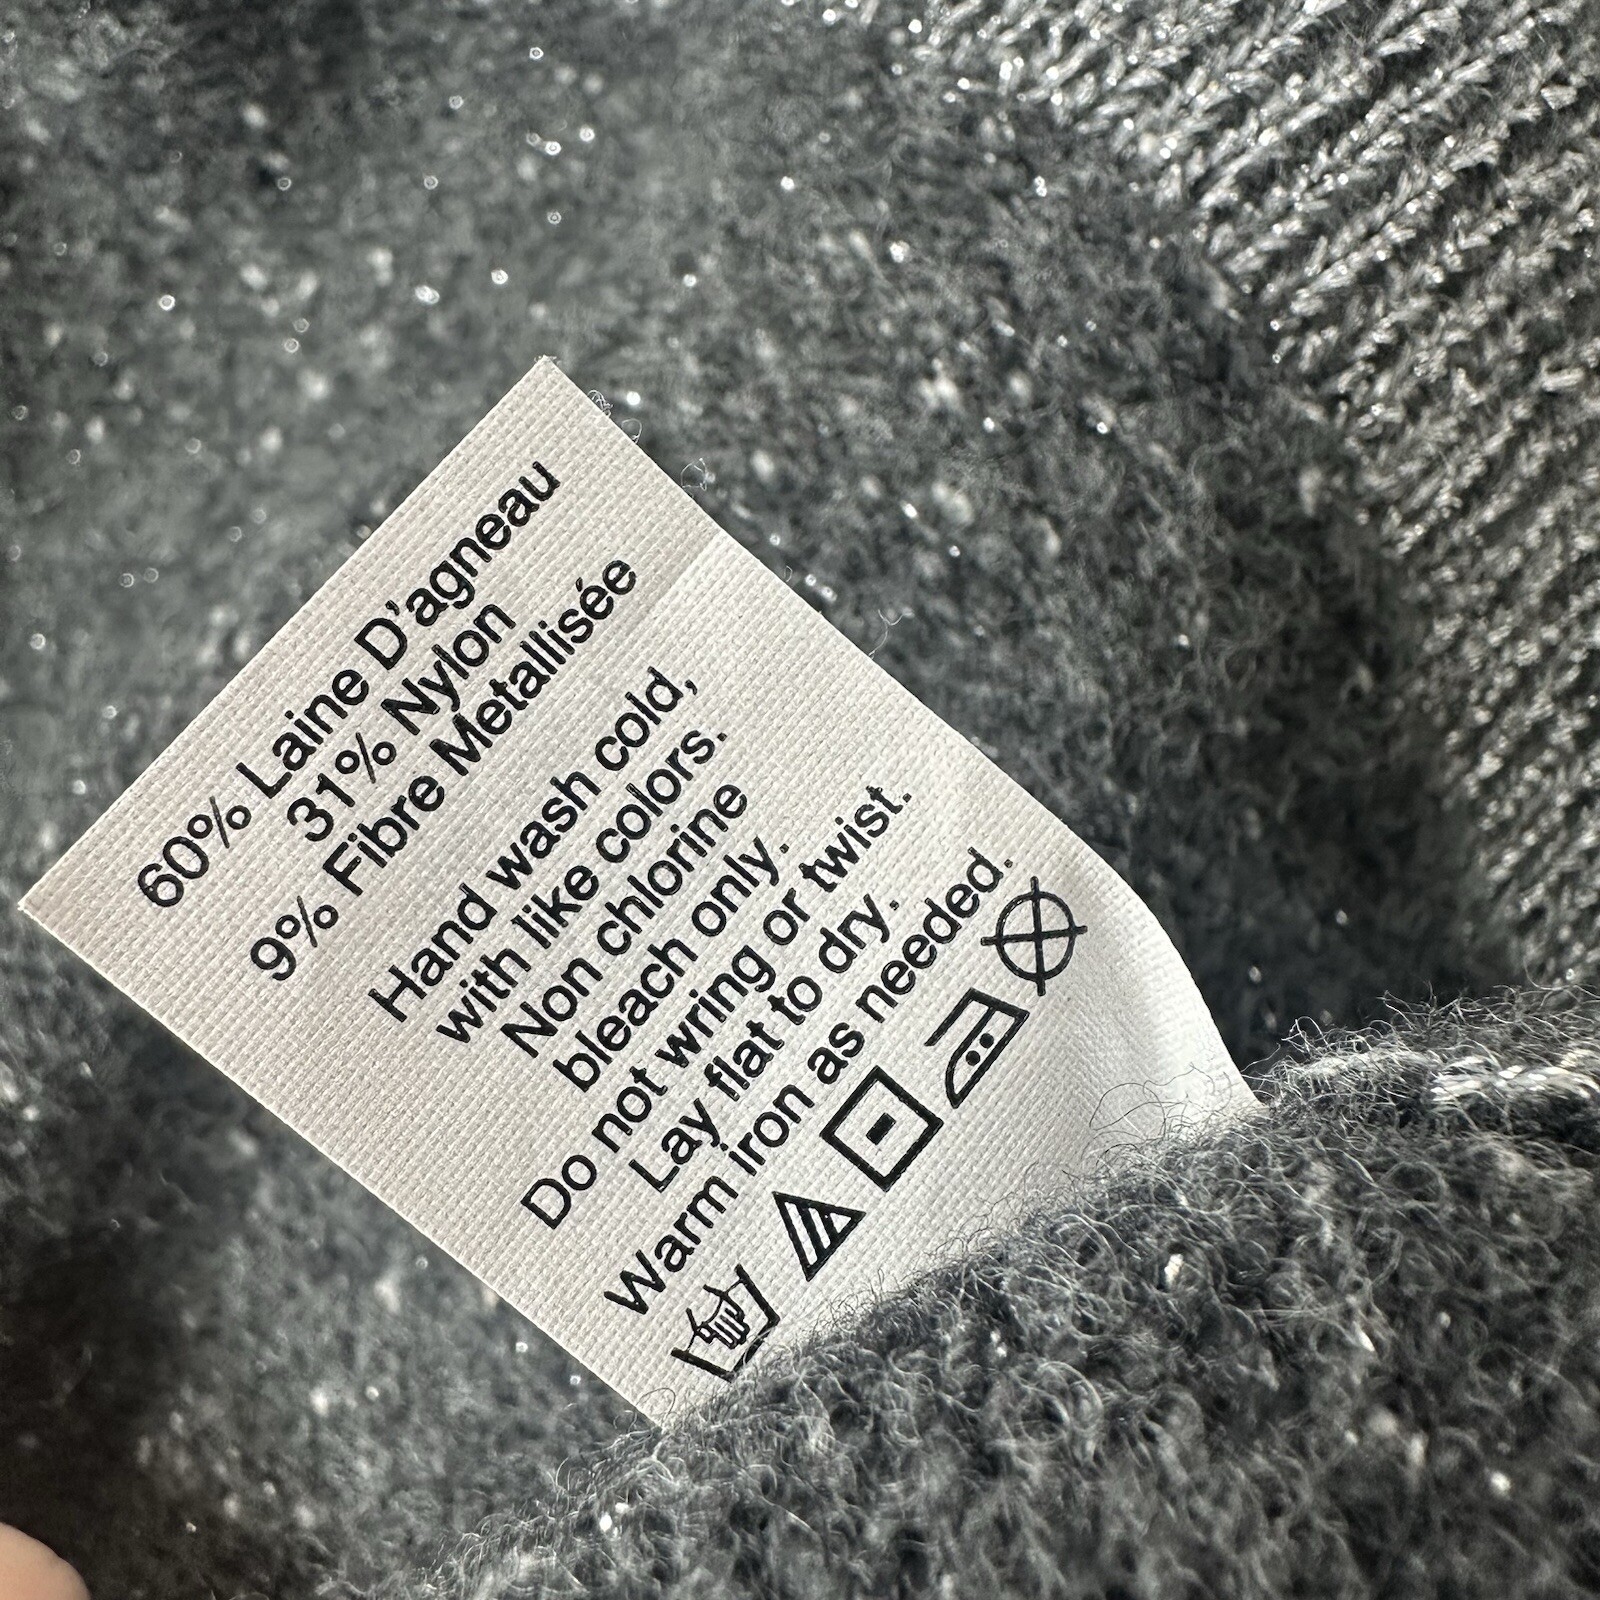 60% Laine D'agneau
31% Nylon
9% Fibre Metallisée
Hand wash cold,
with like colors.
Non chlorine
bleach only.
Do not wring or twist.
Lay flat to dry.
Warm iron as needed.